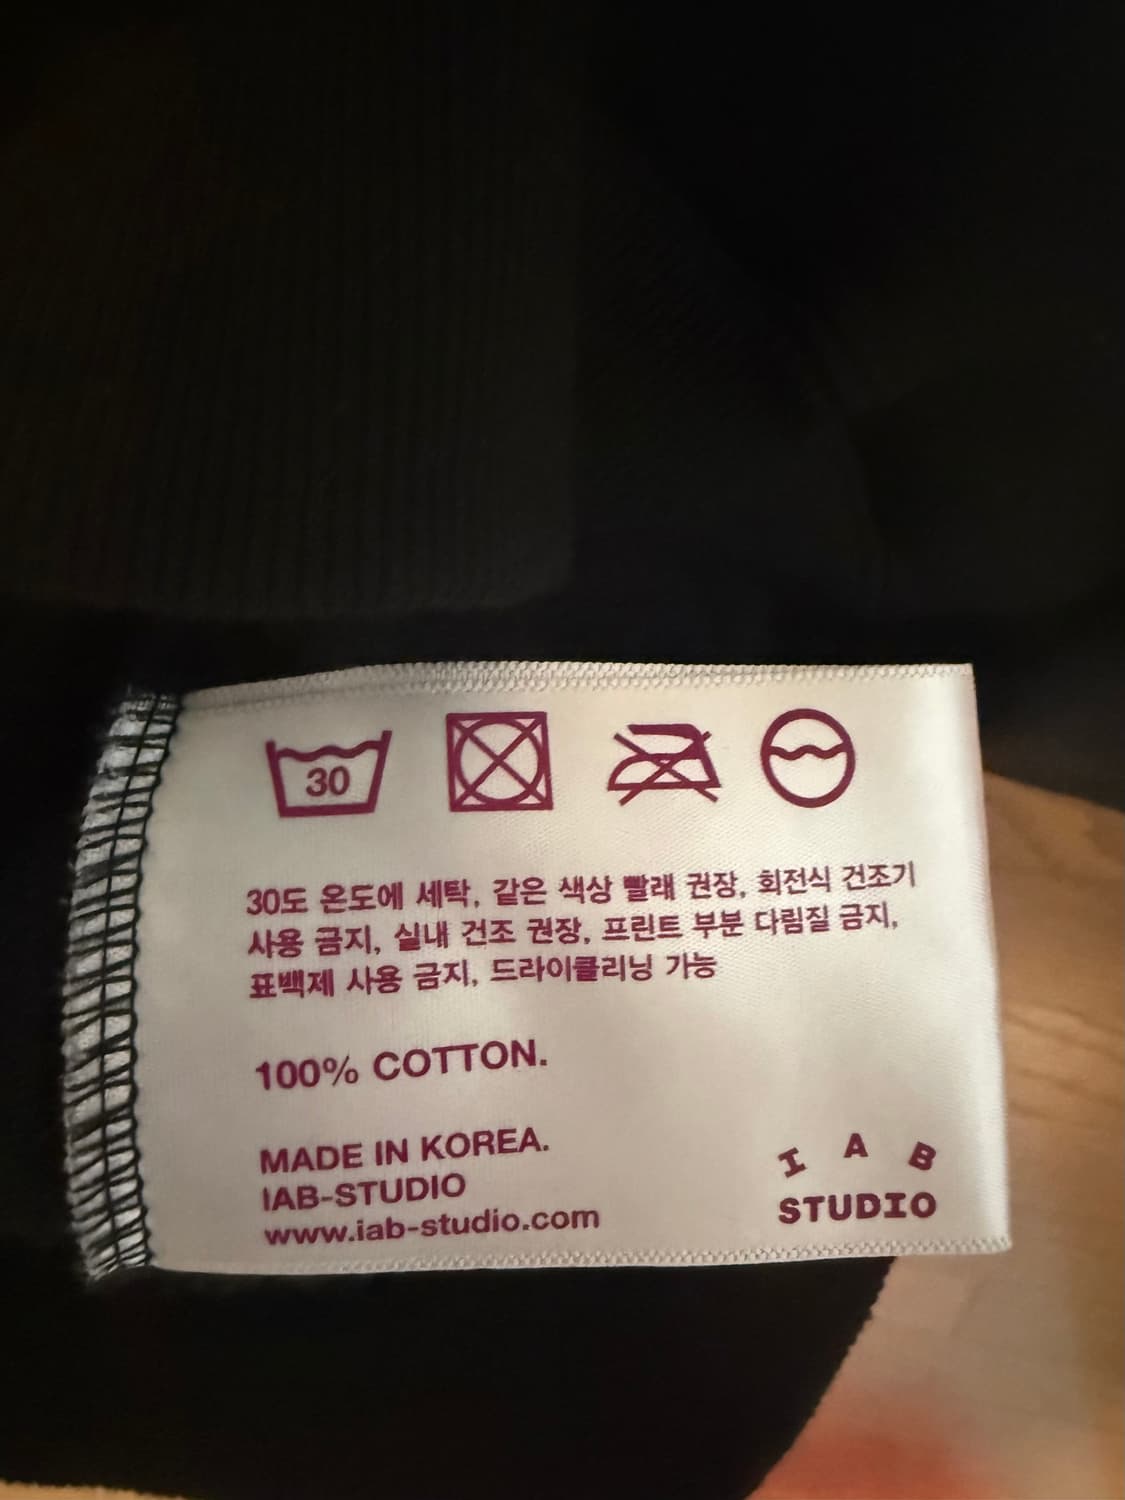 30
30도 온도에 세탁, 같은 색상 빨래 권장, 회전식 건조기
사용 금지, 실내 건조 권장, 프린트 부분 다림질 금지,
표백제 사용 금지, 드라이클리닝 가능
100% COTTON.
MADE IN KOREA.
IAB-STUDIO
www.iab-studio.com
I A B
STUDIO